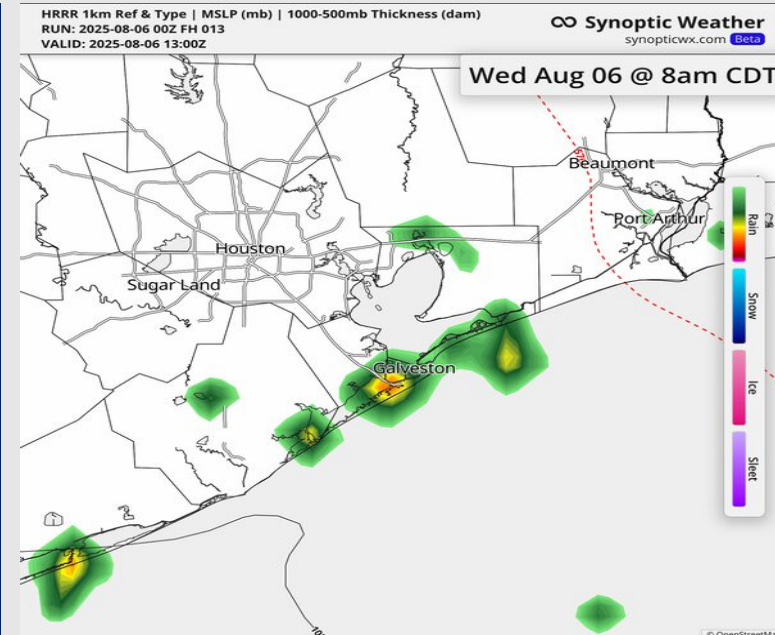 HRRR 1km Ref & Type | MSLP (mb) | 1000-500mb Thickness (dam)
RUN: 2025-08-06 00Z FH 013
VALID: 2025-08-06 13:00Z
Synoptic Weather
synopticwx.com Beta
Wed Aug 06 @ 8am CDT
Beaumont
Port Arthur
Houston
Sugar Land
Galveston
Rain
Snow
Ice
Sleet